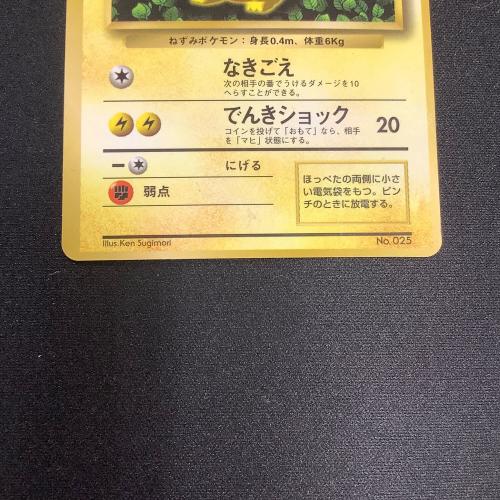 ねずみポケモン：身長0.4m、体重6Kg
なきごえ
次の相手の番でうけるダメージを10
へらすことができる。
でんきショック 20
コインを投げて「おもて」なら、相手
を「マヒ」状態にする。
にげる
弱点
ほっぺたの両側に小さ
い電気袋をもつ。ピン
チのときに放電する。
Illus.Ken Sugimori
No.025